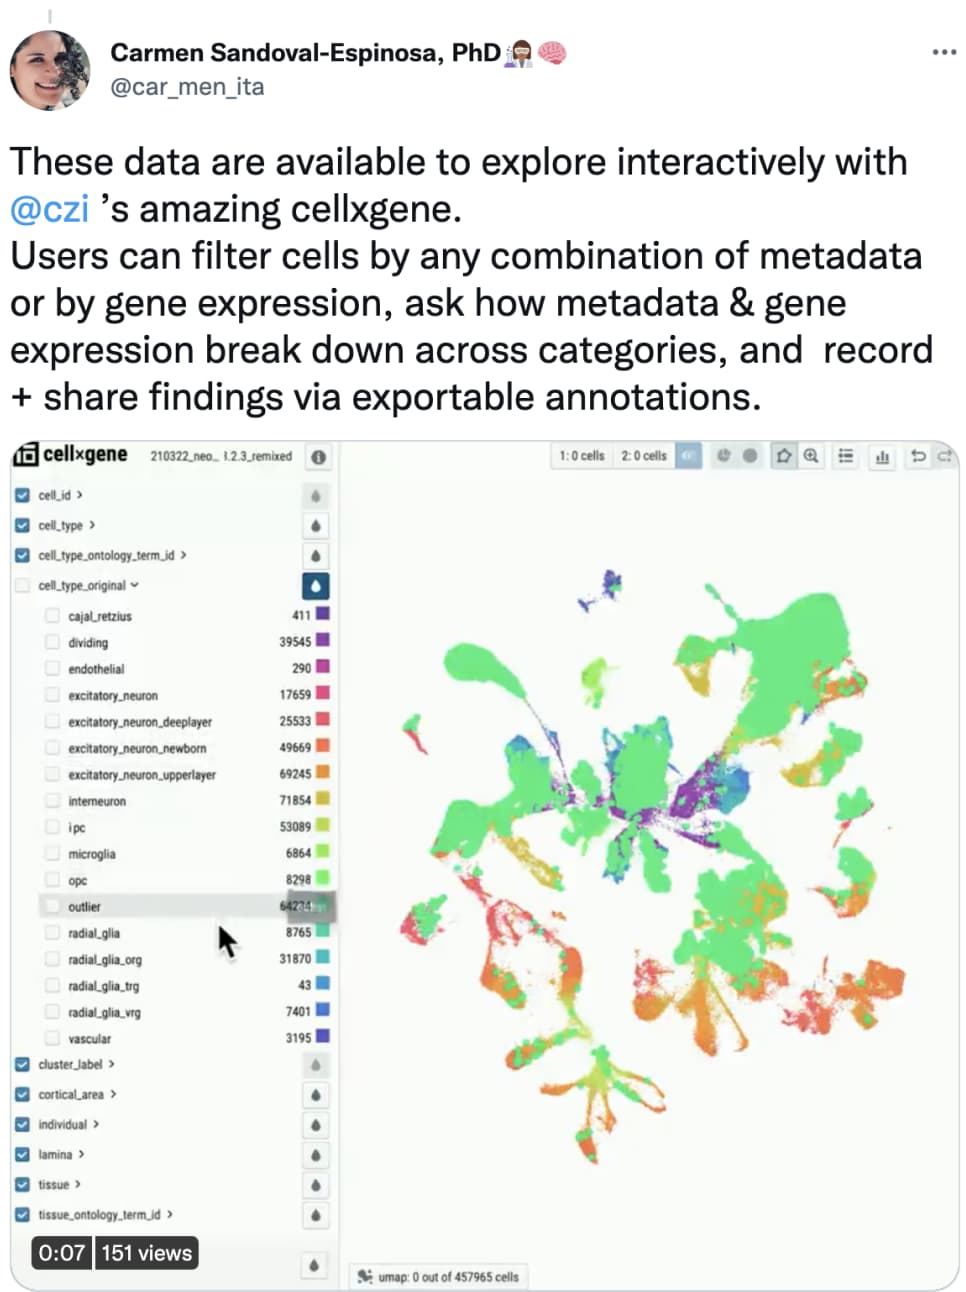 Carmen Sandoval-Espinosa, PhD👩🏽‍🔬🧠
@car_men_ita
These data are available to explore interactively with
@czi ’s amazing cellxgene.
Users can filter cells by any combination of metadata
or by gene expression, ask how metadata & gene
expression break down across categories, and  record
+ share findings via exportable annotations.
cellxgene 210322_neo... 3.2.3_remixed
1: 0 cells 2: 0 cells
cell_id >
cell_type >
cell_type_ontology_term_id >
cell_type_original
cajal_retzius 411
dividing 39545
endothelial 290
excitatory_neuron 17659
excitatory_neuron_deeplayer 25533
excitatory_neuron_newborn 49669
excitatory_neuron_upperlayer 69245
interneuron 71854
ipc 53089
microglia 6864
opc 8298
outlier
radial_glia 8765
radial_glia_org 31870
radial_glia_trg 43
radial_glia_vrg 7401
vascular 3195
cluster_label >
cortical_area >
individual >
lamina >
tissue >
tissue_ontology_term_id >
0:07 151 views
umap: 0 out of 457965 cells